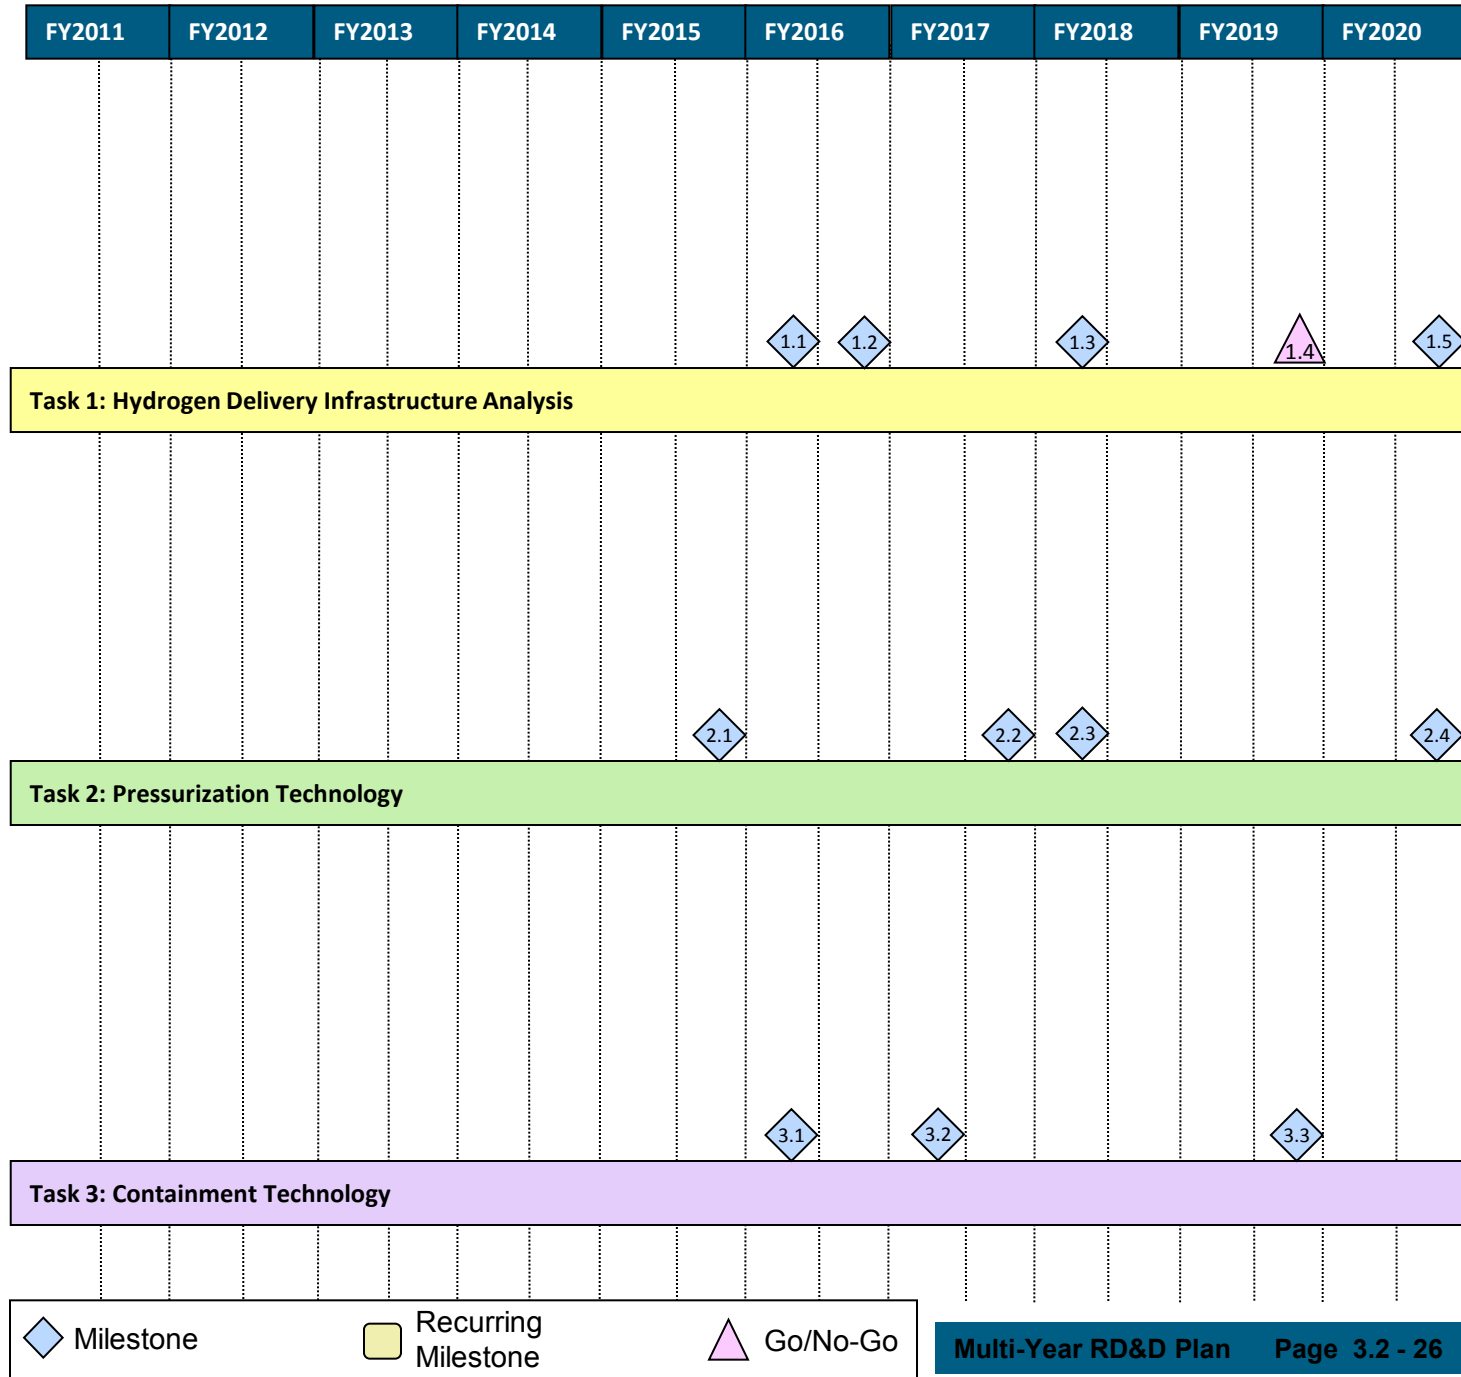 FY2011 FY2012 FY2013 FY2014 FY2015 FY2016 FY2017 FY2018 FY2019 FY2020
1.1 1.2 1.3 1.4 1.5
Task 1: Hydrogen Delivery Infrastructure Analysis
2.1 2.2 2.3 2.4
Task 2: Pressurization Technology
3.1 3.2 3.3
Task 3: Containment Technology
Milestone
Recurring
Milestone
Go/No-Go
Multi-Year RD&D Plan Page 3.2 - 26